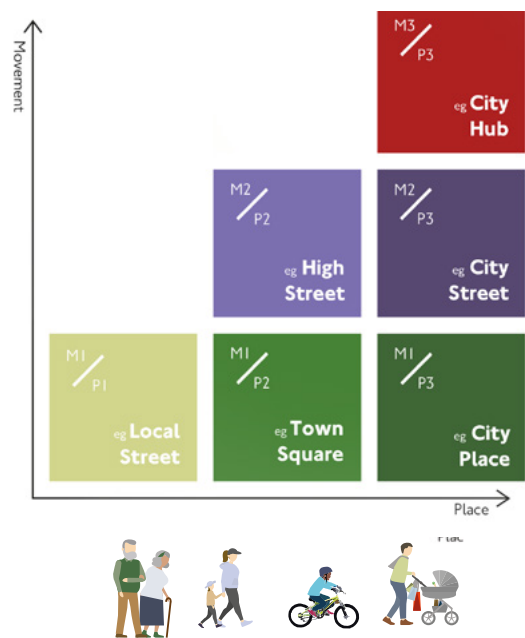 Movement
M3
P3
eg City
Hub
M2
P2
eg High
Street
M2
P3
eg City
Street
M1
P1
eg Local
Street
M1
P2
eg Town
Square
M1
P3
eg City
Place
Place